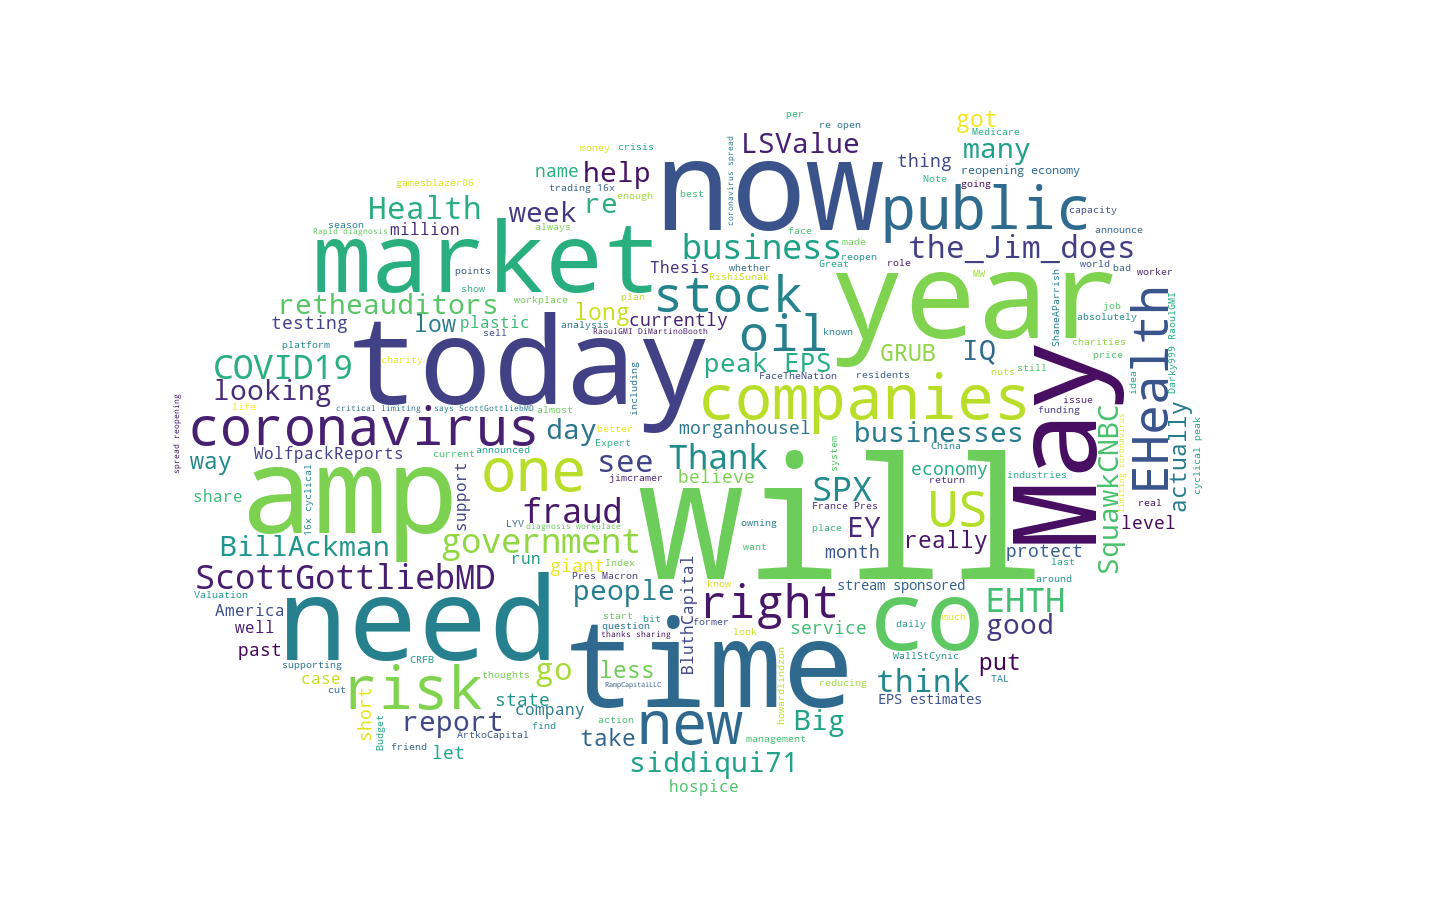 per
re open
got
Medicare
LSValue
many
thing
reopening economy
money
crisis
name
help
now
public
Note
going
gamesblazer06
trading 16x
enough
best
coronavirus spread
Health
week
re
capacity
season
Rapid diagnosis
million
always
face
made
announce
market
business
the_Jim_does
points
show
Thesis
whether
Great
reopen
role
world
bad
worker
RishiSunak
MW
year
retheauditors
workplace
plan
stock
long
currently
job
absolutely
ShaneAParrish
EHealth
Darky999 RaoulGMI
testing
low
plastic
sell
analysis
RaoulGMI DiMartinoBooth
oil
known
charities
price
platform
today
GRUB
IQ
COVID19
charity
peak EPS
FaceTheNation
residents
nuts
still
idea
looking
including
companies
issue
funding
May
life
critical limiting
says ScottGottliebMD
almost
spread reopening
coronavirus
day
better
morganhousel
businesses
SquawkCNBC
limiting coronavirus
actually
cyclical peak
WolfpackReports
current
announced
Expert
see
Thank
system
China
way
amp
one
jimcramer
believe
economy
return
industries
share
16x cyclical
support
fraud
will
SPX
France Pres
US
real
LYV
diagnosis workplace
owning
place
EY
level
BillAckman
government
want
month
really
protect
run
giant
Index
last
ScottGottliebMD
Pres Macron
people
know
stream sponsored
around
Valuation
need
time
BluthCapital
right
co
EHTH
America
start
bit
former
well
question
thanks sharing
service
daily
much
good
past
look
supporting
CRFB
WallStCynic
put
case
risk
thoughts
go
less
howardlindzon
reducing
think
TAL
cut
RampCapitalLLC
EPS estimates
short
state
company
new
Big
Budget
report
ArtkoCapital
find
action
take
management
friend
let
siddiqui71
hospice